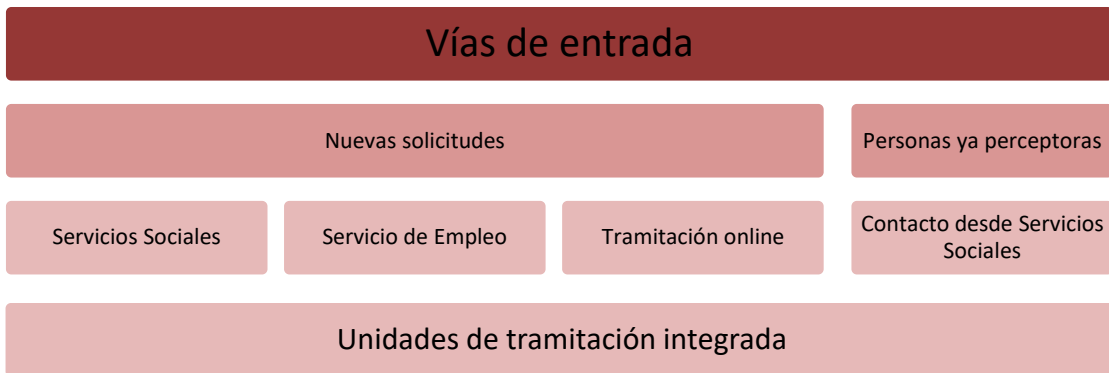 Vías de entrada
Nuevas solicitudes
Personas ya perceptoras
Servicios Sociales
Servicio de Empleo
Tramitación online
Contacto desde Servicios
Sociales
Unidades de tramitación integrada